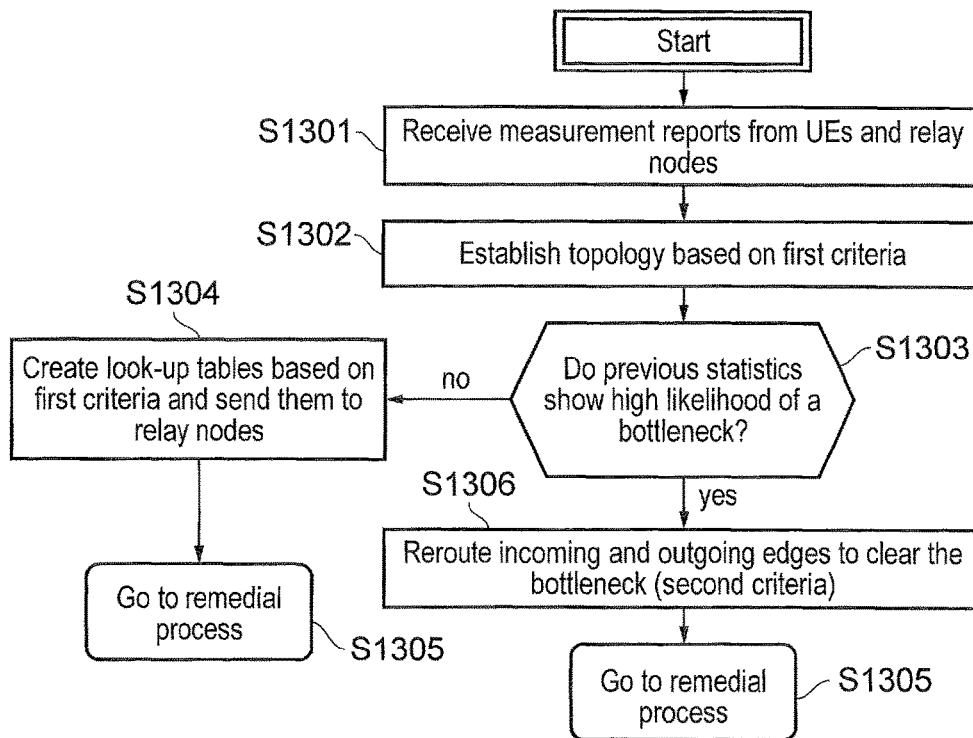 Start
S1301
Receive measurement reports from UEs and relay
nodes
S1302
Establish topology based on first criteria
S1303
Do previous statistics
show high likelihood of a
bottleneck?
no
S1304
Create look-up tables based on
first criteria and send them to
relay nodes
Go to remedial
process
S1305
yes
S1306
Reroute incoming and outgoing edges to clear the
bottleneck (second criteria)
Go to remedial
process
S1305